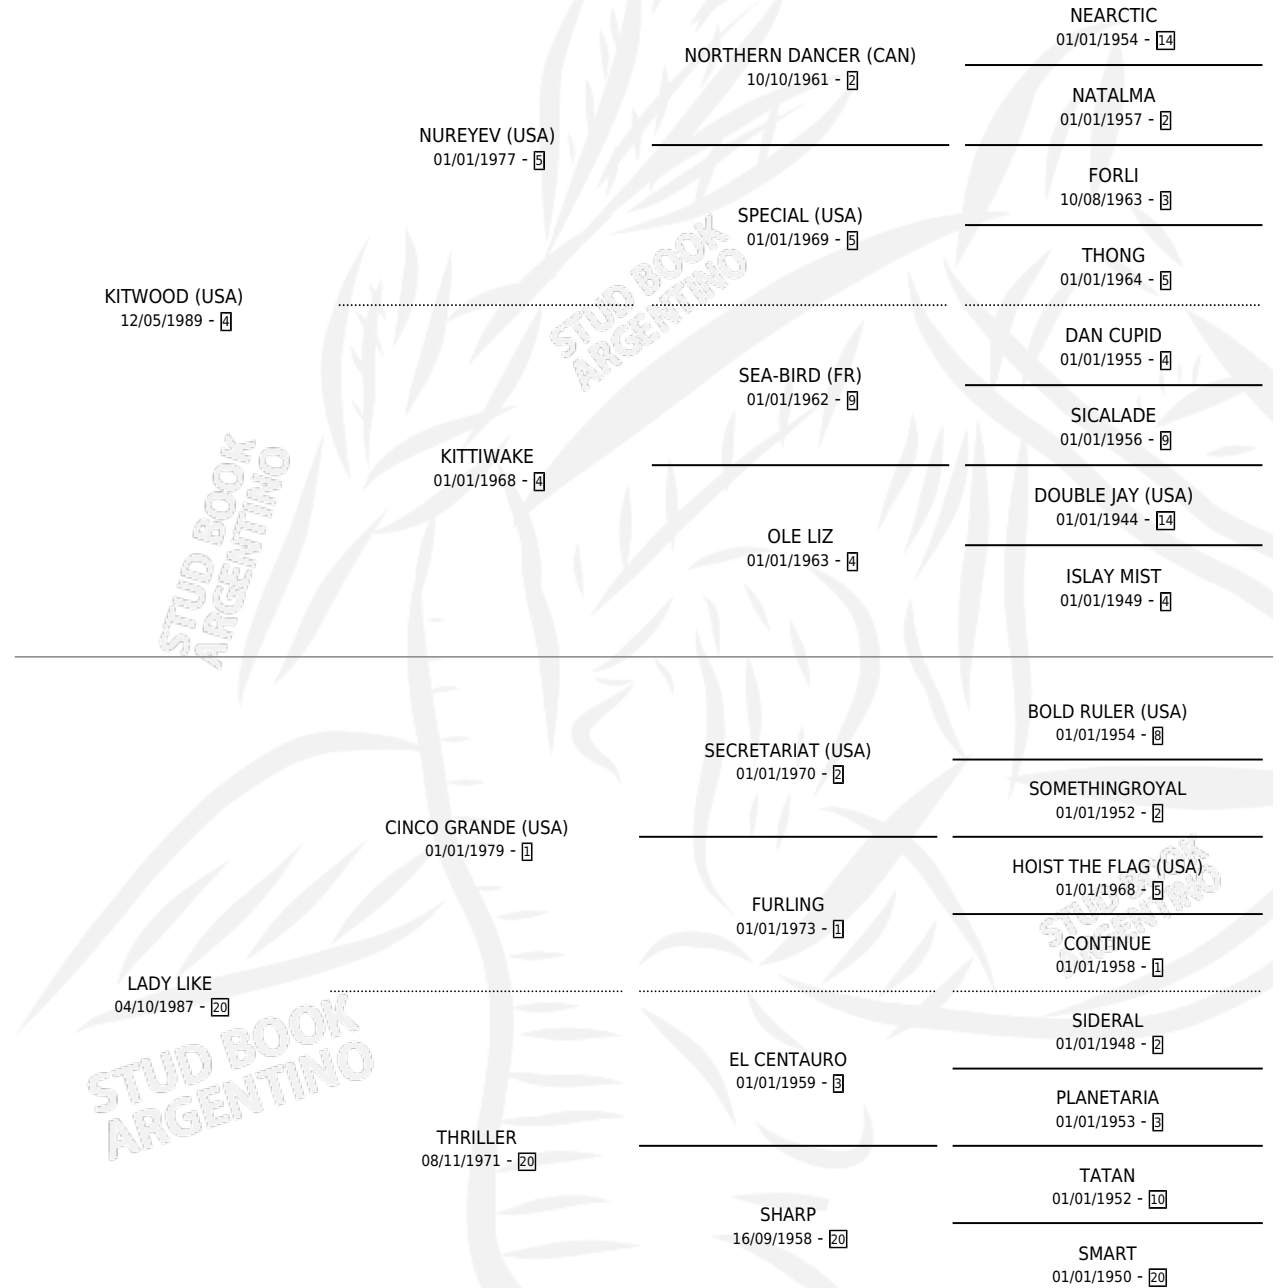 NEARCTIC
01/01/1954 - 14
NORTHERN DANCER (CAN)
10/10/1961 - 2
NATALMA
01/01/1957 - 2
NUREYEV (USA)
01/01/1977 - 5
FORLI
10/08/1963 - 3
SPECIAL (USA)
01/01/1969 - 5
THONG
01/01/1964 - 5
KITWOOD (USA)
12/05/1989 - 4
DAN CUPID
01/01/1955 - 4
SEA-BIRD (FR)
01/01/1962 - 9
SICALADE
01/01/1956 - 9
KITTIWAKE
01/01/1968 - 4
DOUBLE JAY (USA)
01/01/1944 - 14
OLE LIZ
01/01/1963 - 4
ISLAY MIST
01/01/1949 - 4
BOLD RULER (USA)
01/01/1954 - 8
SECRETARIAT (USA)
01/01/1970 - 2
SOMETHINGROYAL
01/01/1952 - 2
CINCO GRANDE (USA)
01/01/1979 - 1
HOIST THE FLAG (USA)
01/01/1968 - 5
FURLING
01/01/1973 - 1
CONTINUE
01/01/1958 - 1
LADY LIKE
04/10/1987 - 20
SIDERAL
01/01/1948 - 2
EL CENTAURO
01/01/1959 - 3
PLANETARIA
01/01/1953 - 3
THRILLER
08/11/1971 - 20
TATAN
01/01/1952 - 10
SHARP
16/09/1958 - 20
SMART
01/01/1950 - 20
STUD BOOK
ARGENTINO
STUD BOOK
ARGENTINO
STUD BOOK
ARGENTINO
STUD BOOK
ARGENTINO